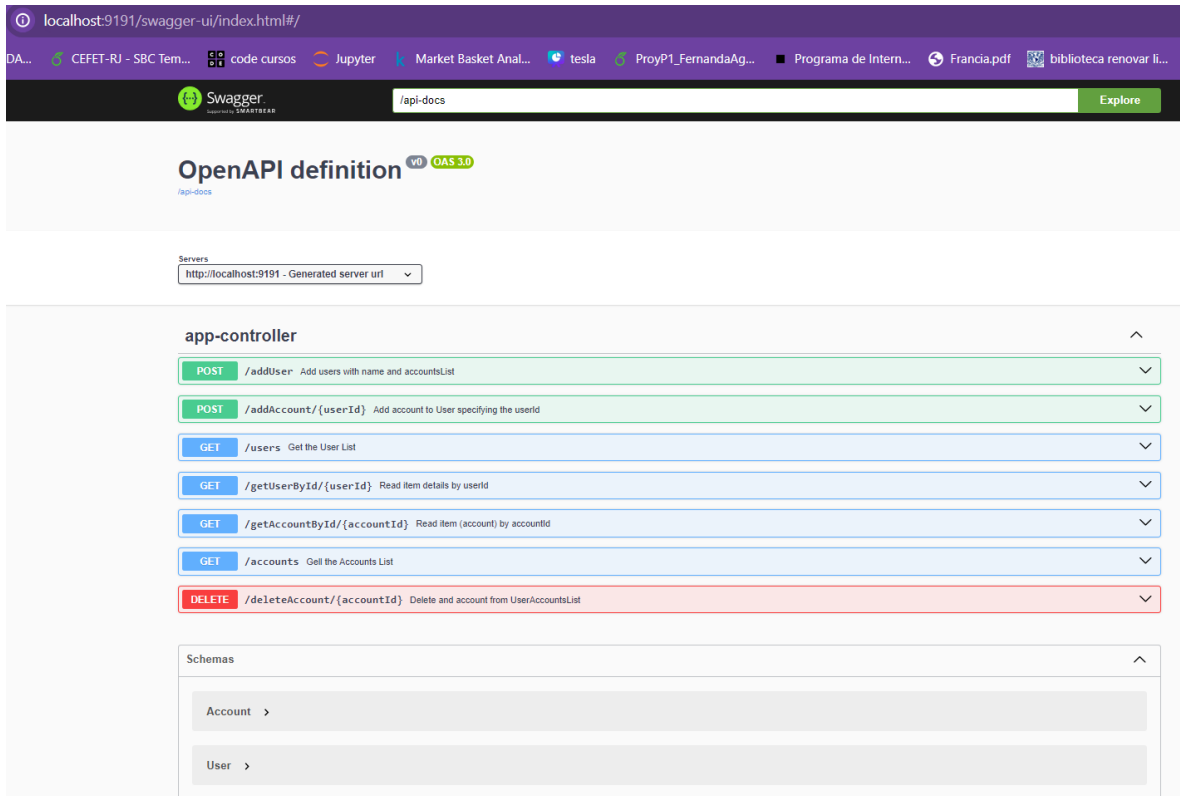 localhost:9191/swagger-ui/index.html#/
DA... CEFET-RJ - SBC Tem... code cursos Jupyter Market Basket Anal... tesla ProyP1_FernandaAg... Programa de Intern... Francia.pdf biblioteca renovar li...
Swagger. /api-docs Explore
Supported by SMARTBEAR
OpenAPI definition v0 OAS 3.0
/api-docs
Servers
http://localhost:9191 - Generated server url
app-controller
POST /addUser Add users with name and accountsList
POST /addAccount/{userId} Add account to User specifying the userId
GET /users Get the User List
GET /getUserById/{userId} Read item details by userId
GET /getAccountById/{accountId} Read item (account) by accountId
GET /accounts Gell the Accounts List
DELETE /deleteAccount/{accountId} Delete and account from UserAccountsList
Schemas
Account
User